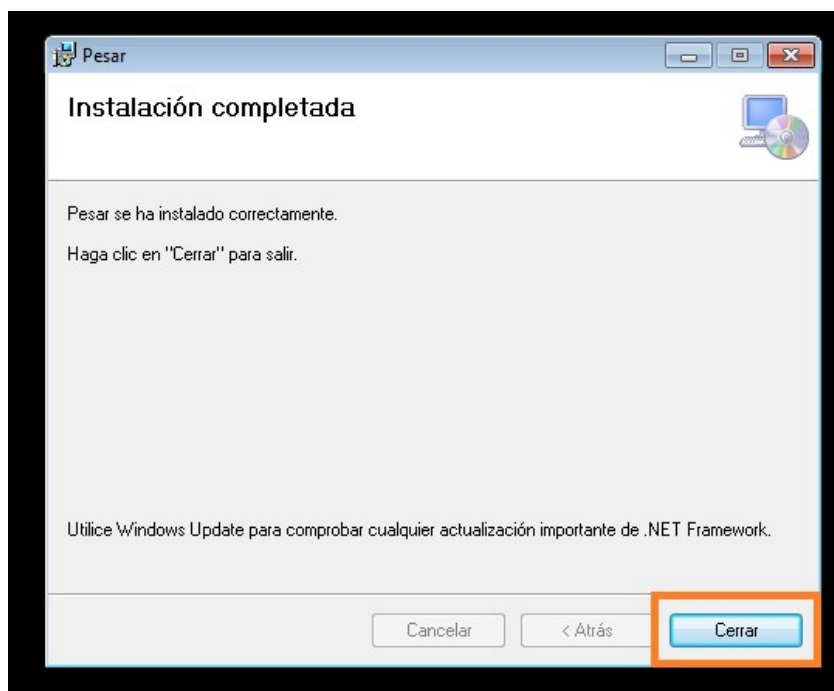 Pesar
Instalación completada
Pesar se ha instalado correctamente.
Haga clic en "Cerrar" para salir.
Utilice Windows Update para comprobar cualquier actualización importante de .NET Framework.
Cancelar
< Atrás
Cerrar